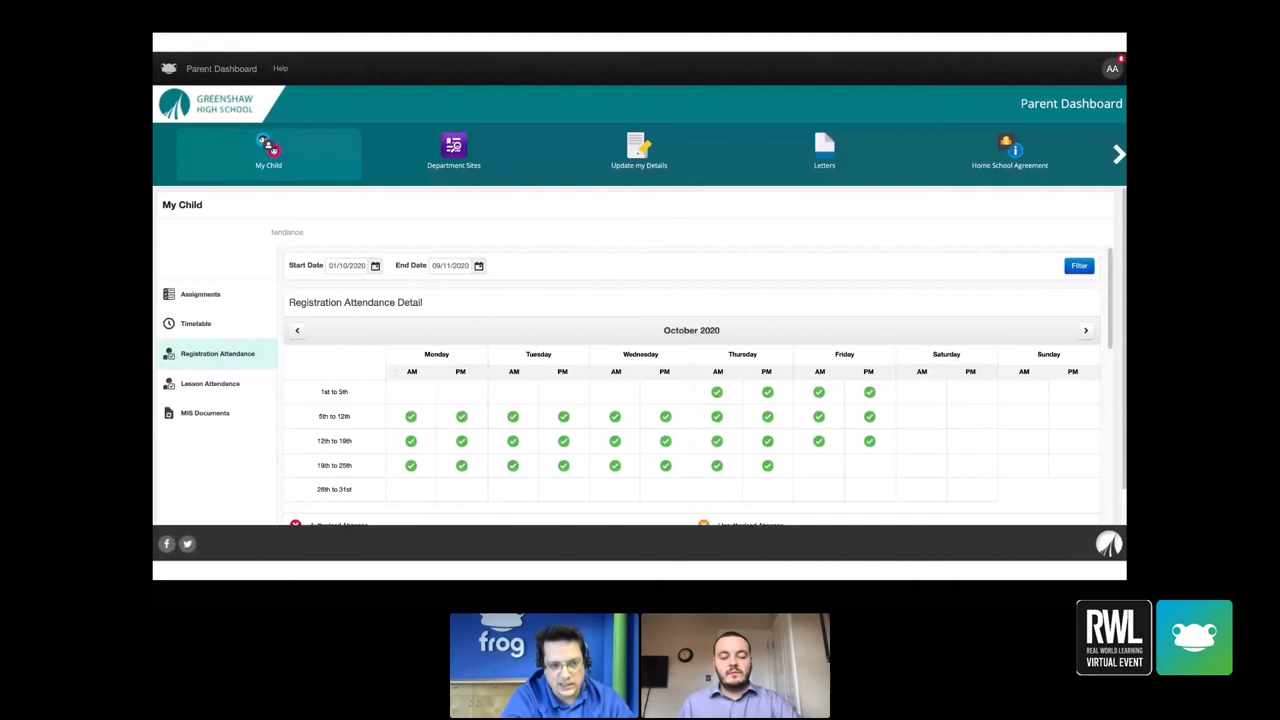 Parent Dashboard Help AA
GREENSHAW
HIGH SCHOOL
Parent Dashboard
My Child Department Sites Update my Details Letters Home School Agreement
My Child
tendance
Start Date 01/10/2020 End Date 09/11/2020 Filter
Assignments
Timetable
Registration Attendance
Lesson Attendance
MIS Documents
Registration Attendance Detail
October 2020
Monday Tuesday Wednesday Thursday Friday Saturday Sunday
AM PM AM PM AM PM AM PM AM PM AM PM AM PM
1st to 5th
5th to 12th
12th to 19th
19th to 25th
26th to 31st
Authorised Absence Unauthorised Absence
frog
RWL
REAL WORLD LEARNING
VIRTUAL EVENT